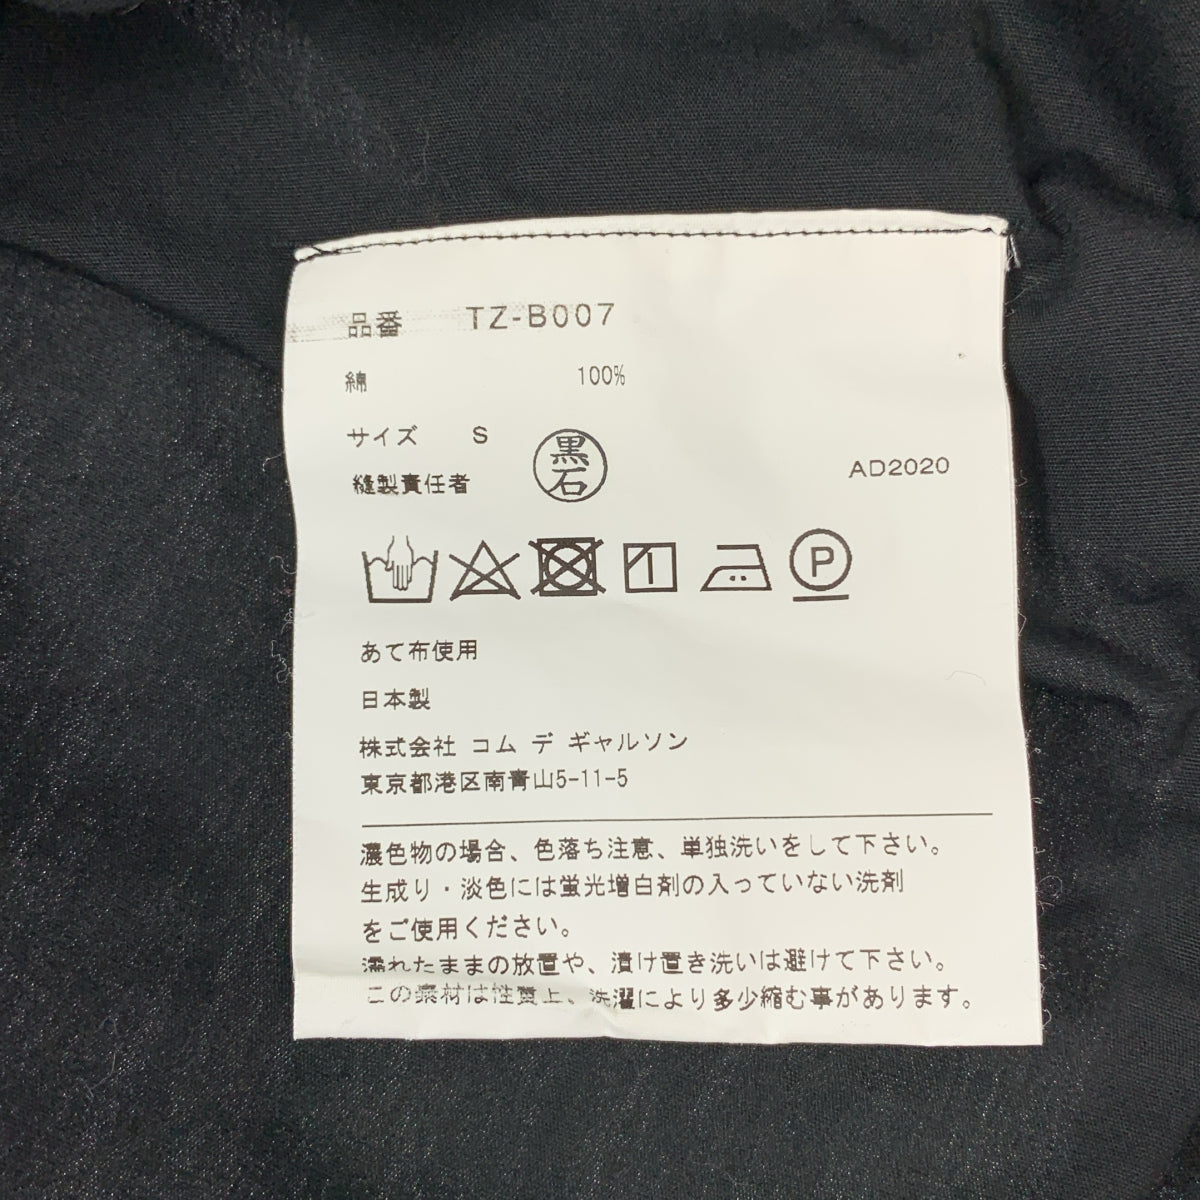 品番 TZ-B007
綿 100%
サイズ S
縫製責任者 黒石
AD2020
P
あて布使用
日本製
株式会社 コム デ ギャルソン
東京都港区南青山5-11-5
濃色物の場合、色落ち注意、単独洗いをして下さい。
生成り・淡色には蛍光増白剤の入っていない洗剤
をご使用ください。
濡れたままの放置や、漬け置き洗いは避けて下さい。
この素材は性質上、洗濯により多少縮む事があります。